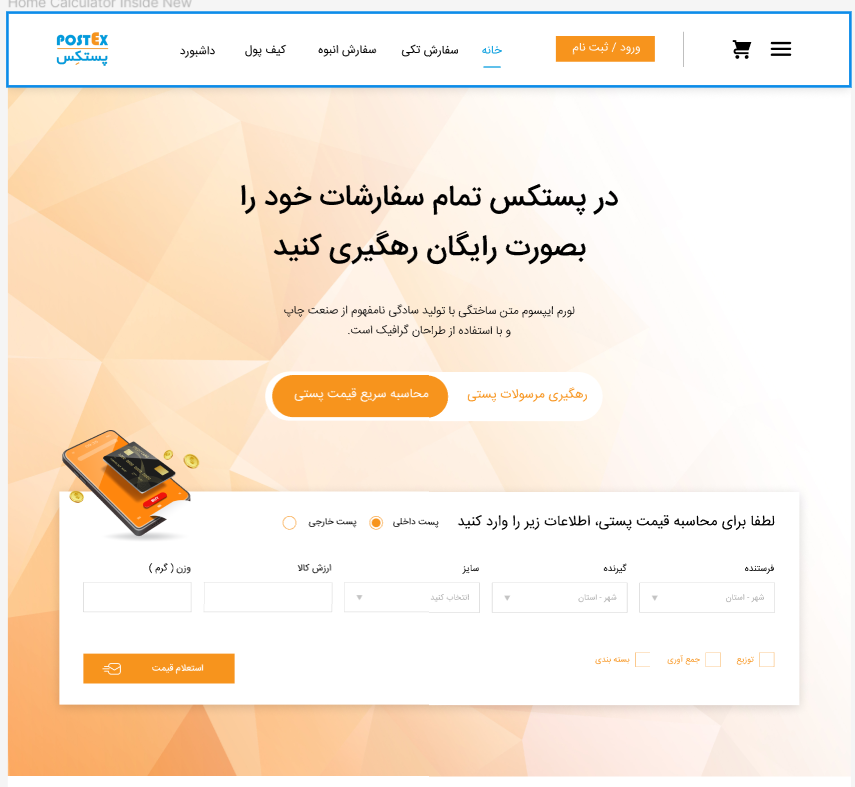 Home Calculator Inside New
ورود / ثبت نام
خانه
سفارش تکی
سفارش انبوه
کیف پول
داشبورد
POSTEX
پستکِس
در پستکس تمام سفارشات خود را
بصورت رایگان رهگیری کنید
لورم ایپسوم متن ساختگی با تولید سادگی نامفهوم از صنعت چاپ
و با استفاده از طراحان گرافیک است.
رهگیری مرسولات پستی
محاسبه سریع قیمت پستی
لطفا برای محاسبه قیمت پستی، اطلاعات زیر را وارد کنید
پست داخلی
پست خارجی
فرستنده
گیرنده
سایز
ارزش کالا
وزن ( گرم )
شهر - استان
شهر - استان
انتخاب کنید
توزیع
جمع آوری
بسته بندی
استعلام قیمت